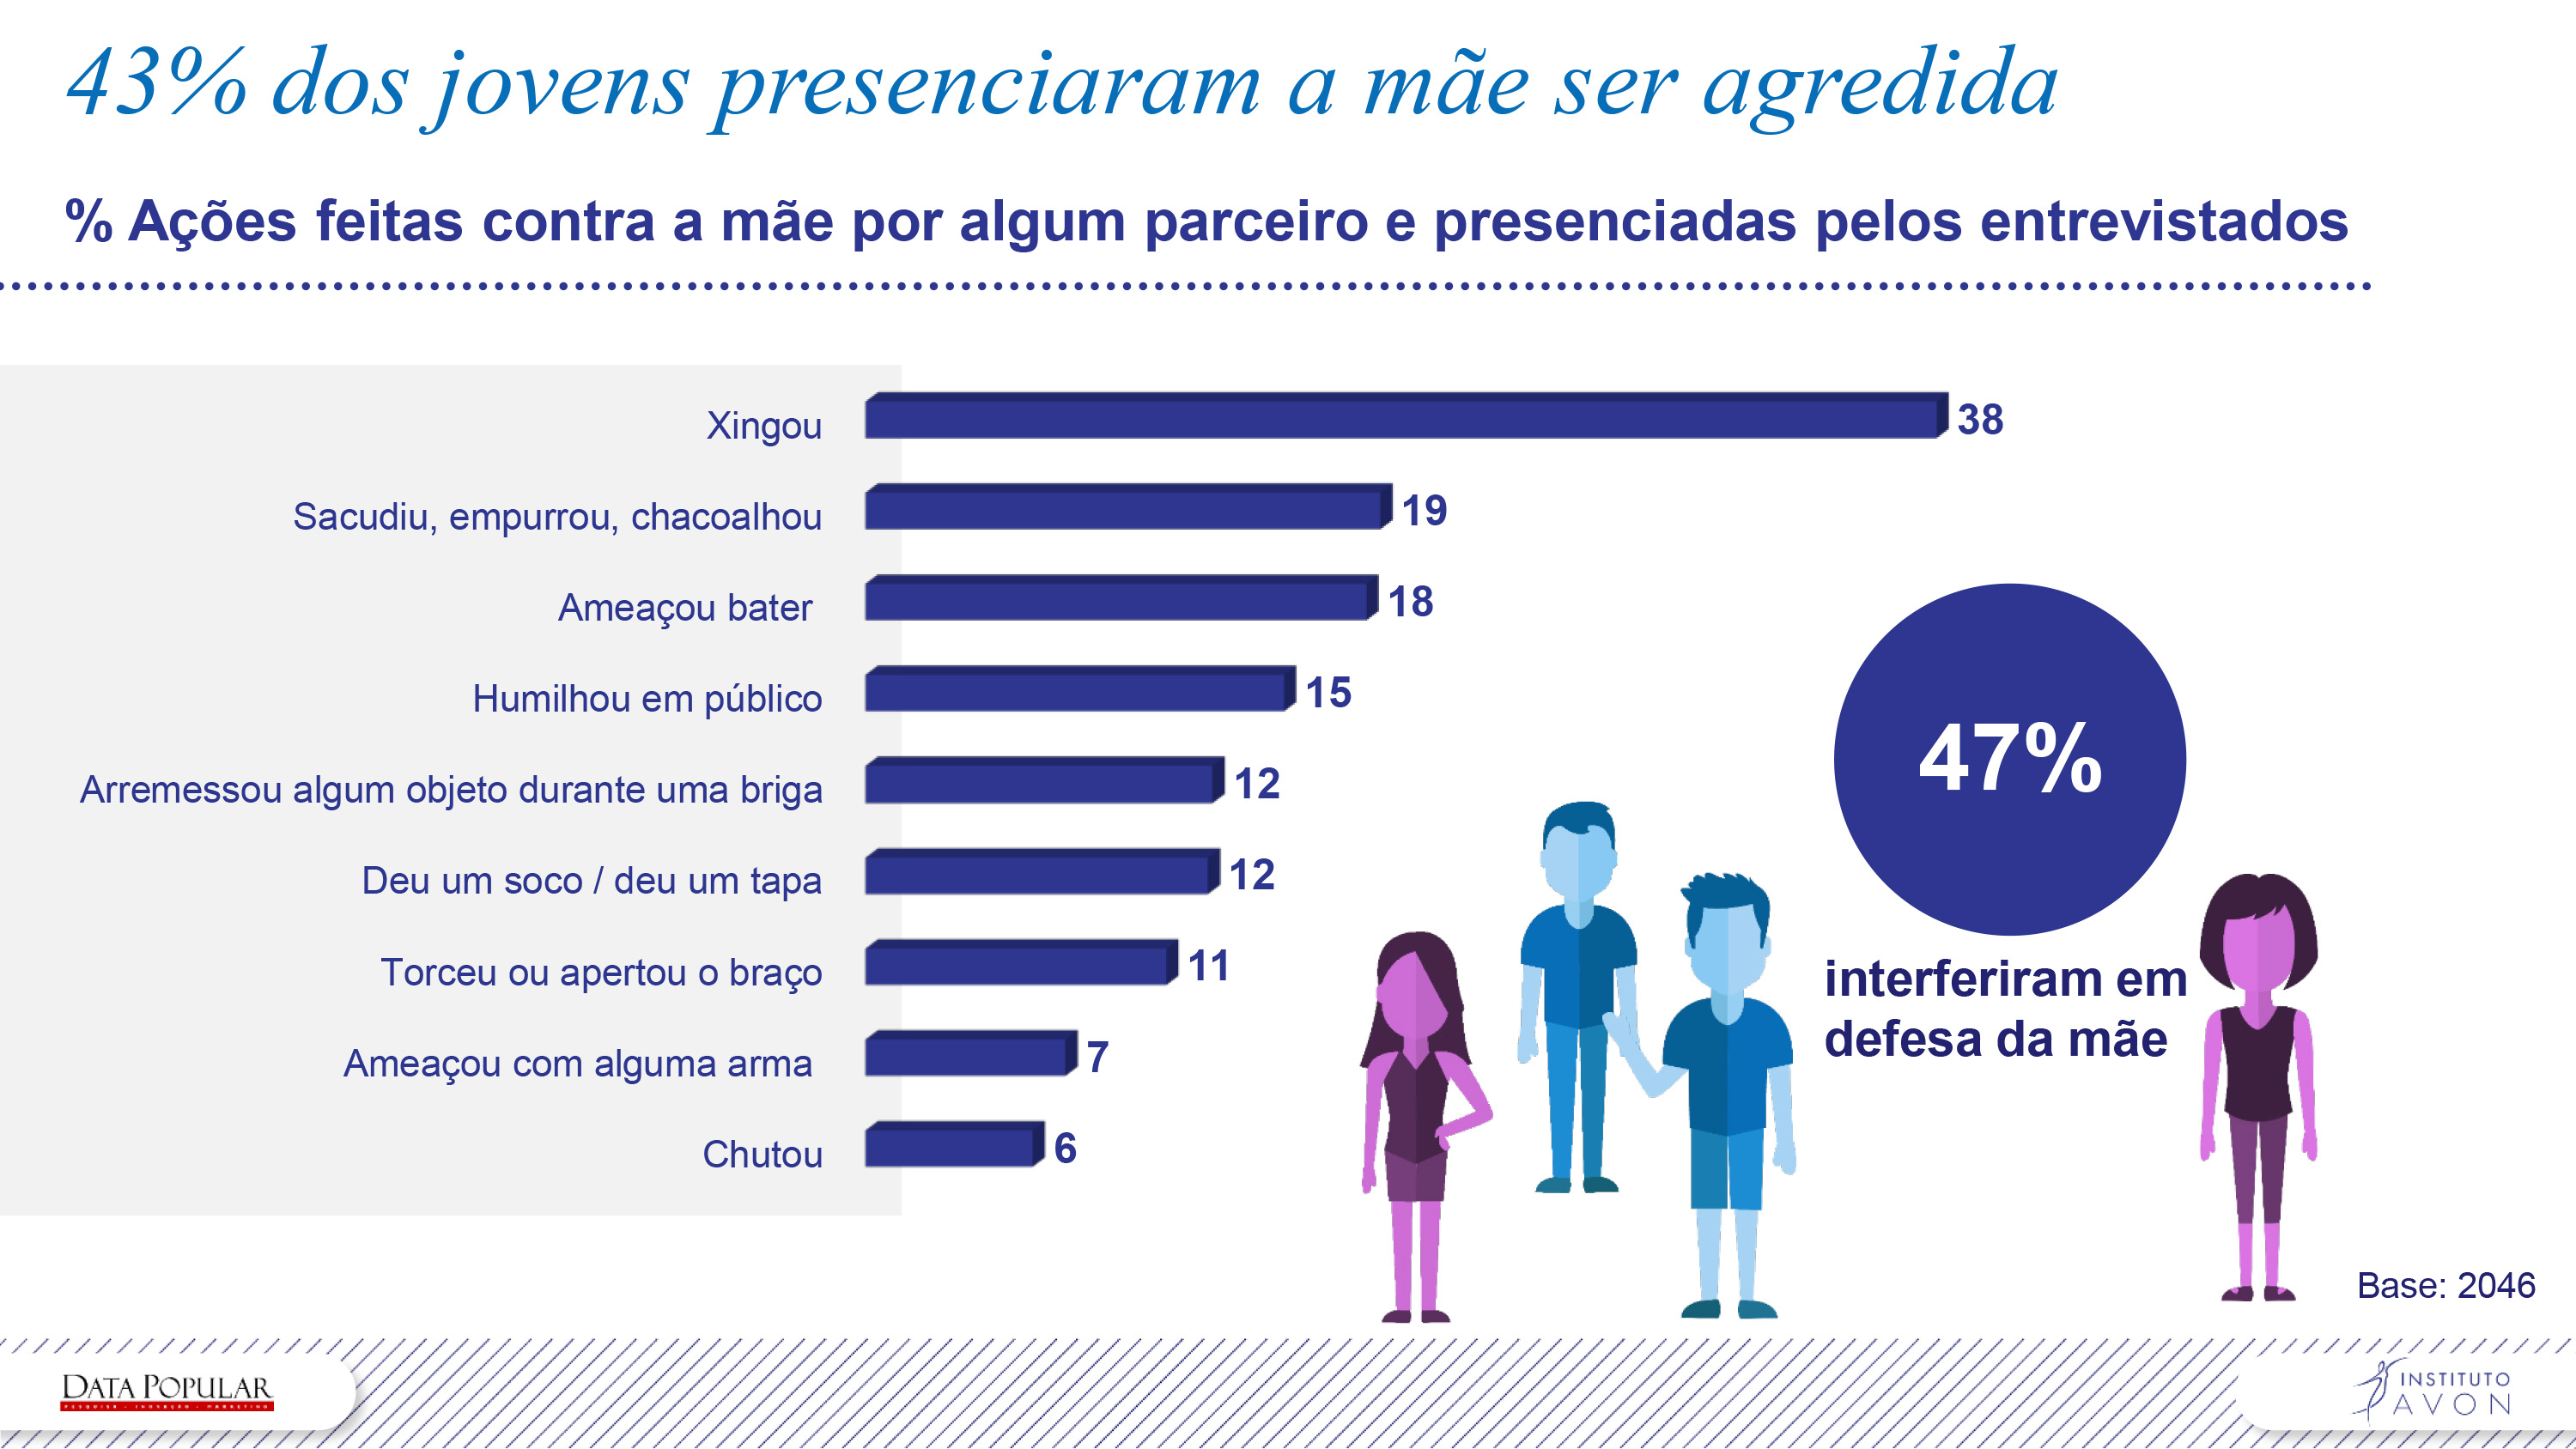 43% dos jovens presenciaram a mãe ser agredida
% Ações feitas contra a mãe por algum parceiro e presenciadas pelos entrevistados
Xingou 38
Sacudiu, empurrou, chacoalhou 19
Ameaçou bater 18
Humilhou em público 15
Arremessou algum objeto durante uma briga 12
Deu um soco / deu um tapa 12
Torceu ou apertou o braço 11
Ameaçou com alguma arma 7
Chutou 6
47%
interferiram em
defesa da mãe
Base: 2046
DATA POPULAR
PESQUISA · INOVAÇÃO · MARKETING
INSTITUTO
AVON